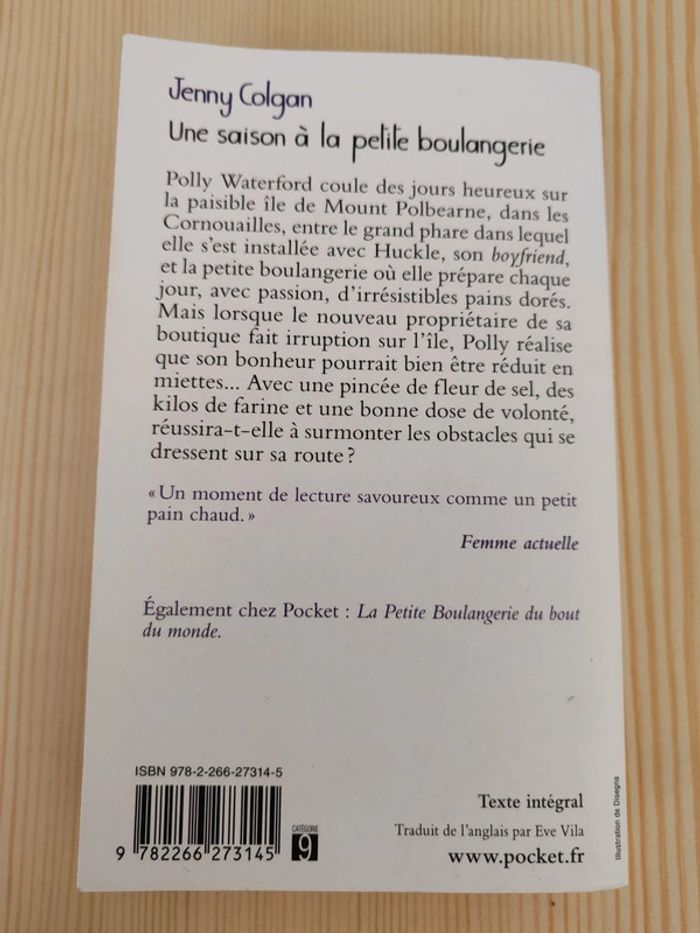 Jenny Colgan
Une saison à la petite boulangerie
Polly Waterford coule des jours heureux sur
la paisible île de Mount Polbearne, dans les
Cornouailles, entre le grand phare dans lequel
elle s'est installée avec Huckle, son boyfriend,
et la petite boulangerie où elle prépare chaque
jour, avec passion, d'irrésistibles pains dorés.
Mais lorsque le nouveau propriétaire de sa
boutique fait irruption sur l'île, Polly réalise
que son bonheur pourrait bien être réduit en
miettes... Avec une pincée de fleur de sel, des
kilos de farine et une bonne dose de volonté,
réussira-t-elle à surmonter les obstacles qui se
dressent sur sa route ?
« Un moment de lecture savoureux comme un petit
pain chaud. »
Femme actuelle
Également chez Pocket : La Petite Boulangerie du bout
du monde.
ISBN 978-2-266-27314-5
9 782266 273145
CATÉGORIE
9
Texte intégral
Traduit de l'anglais par Eve Vila
www.pocket.fr
Illustration de Disegna